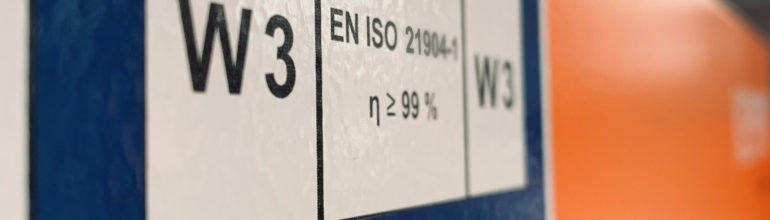 W3
EN ISO 21904-1
η ≥ 99 %
W3